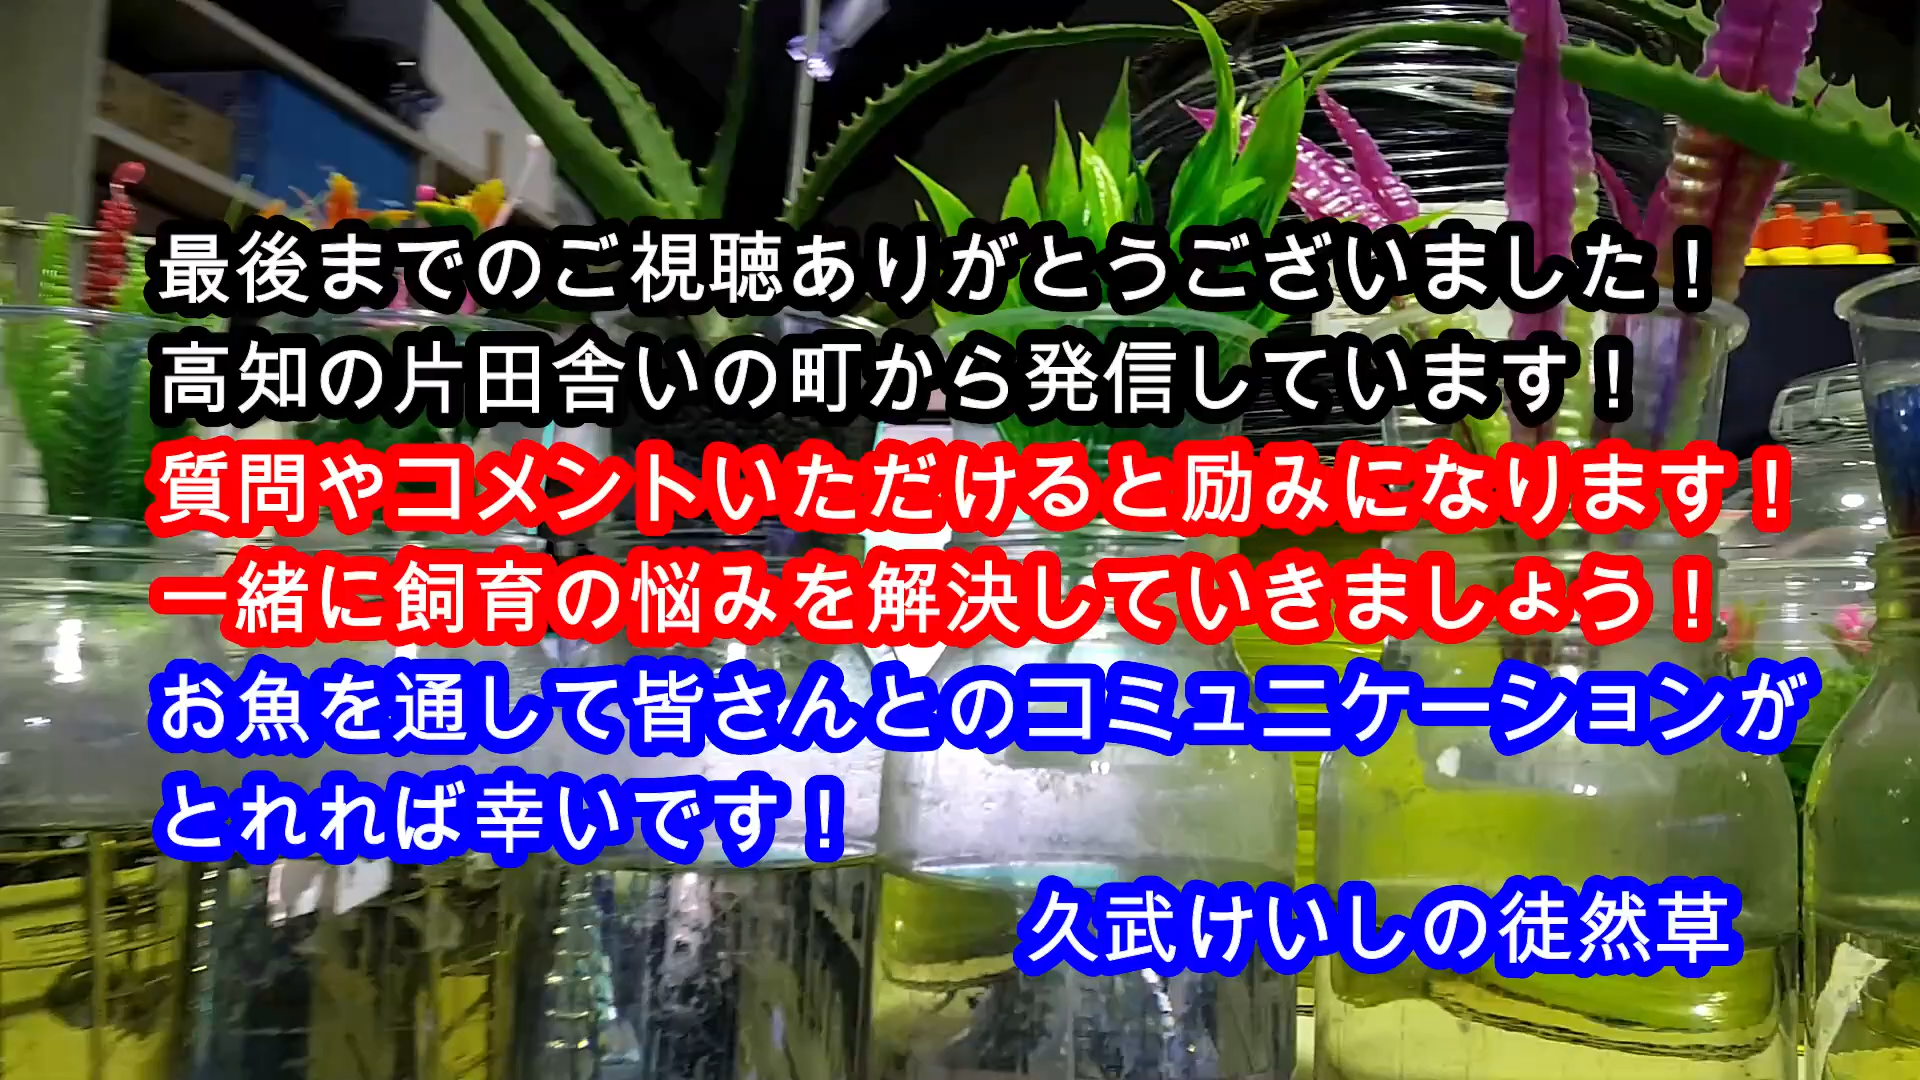 最後までのご視聴ありがとうございました！
高知の片田舎いの町から発信しています！
質問やコメントいただけると励みになります！
一緒に飼育の悩みを解決していきましょう！
お魚を通して皆さんとのコミュニケーションが
とれれば幸いです！
久武けいしの徒然草